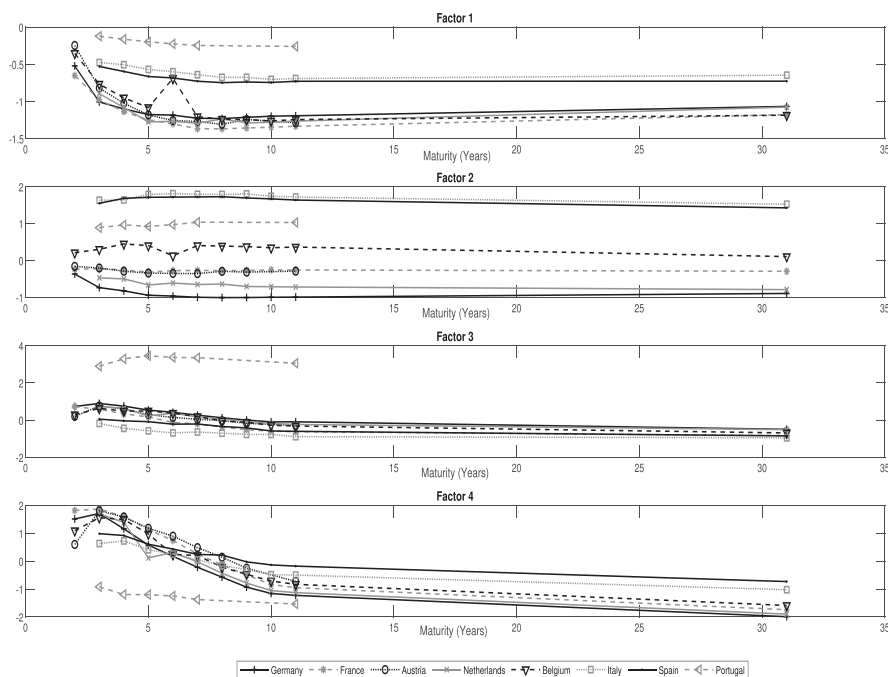 Factor 1
0
-0.5
-1
-1.5
0 5 10 15 20 25 30 35
Maturity (Years)
Factor 2
2
1
0
-1
0 5 10 15 20 25 30 35
Maturity (Years)
Factor 3
4
2
0
-2
0 5 10 15 20 25 30 35
Maturity (Years)
Factor 4
2
1
0
-1
-2
0 5 10 15 20 25 30 35
Maturity (Years)
Germany France Austria Netherlands Belgium Italy Spain Portugal